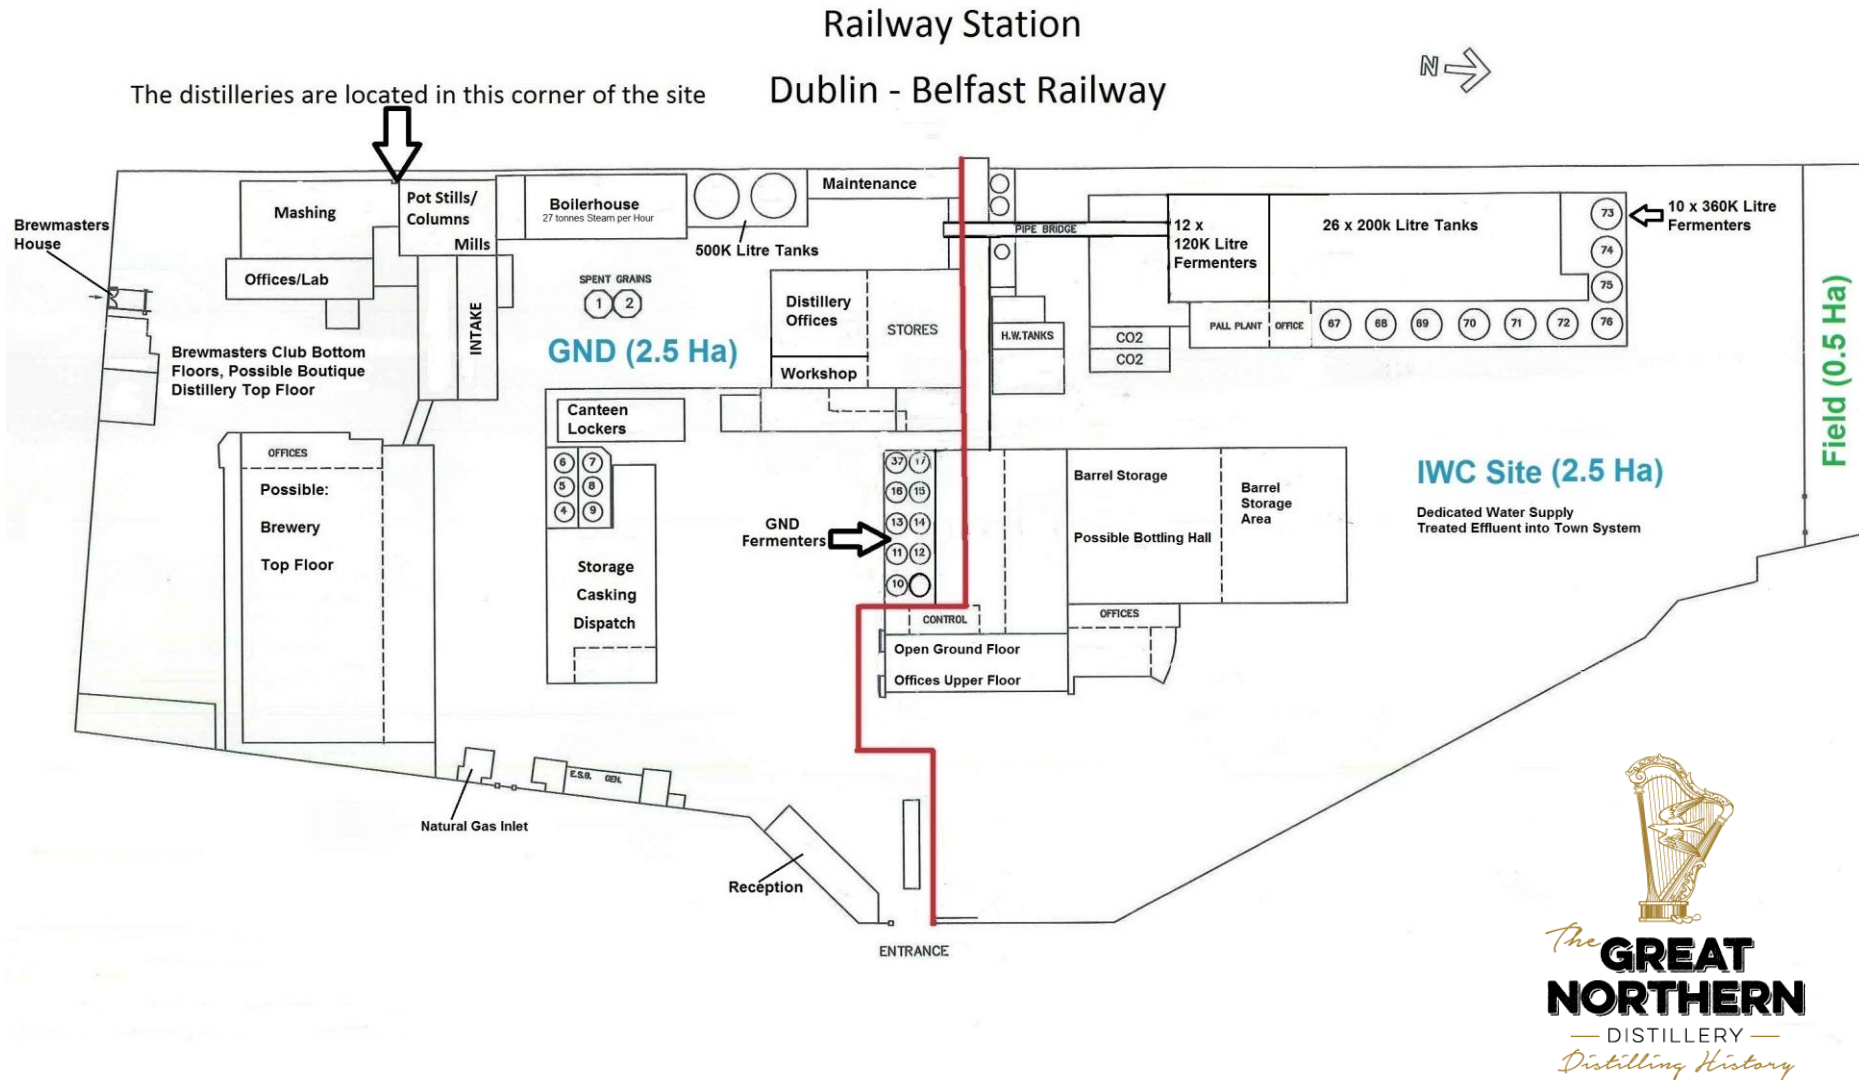 Railway Station
Dublin - Belfast Railway
N
The distilleries are located in this corner of the site
Brewmasters
House
Mashing
Pot Stills/
Columns
Mills
Offices/Lab
INTAKE
Boilerhouse
27 tonnes Steam per Hour
500K Litre Tanks
Maintenance
PIPE BRIDGE
12 x
120K Litre
Fermenters
26 x 200k Litre Tanks
73
74
75
76
10 x 360K Litre
Fermenters
SPENT GRAINS
1
2
GND (2.5 Ha)
Distillery
Offices
STORES
Workshop
H.W.TANKS
CO2
CO2
PALL PLANT
OFFICE
67
68
69
70
71
72
Field (0.5 Ha)
Brewmasters Club Bottom
Floors, Possible Boutique
Distillery Top Floor
Canteen
Lockers
6
7
5
8
4
9
Storage
Casking
Dispatch
OFFICES
Possible:
Brewery
Top Floor
GND
Fermenters
37
17
16
15
13
14
11
12
10
CONTROL
Open Ground Floor
Offices Upper Floor
Barrel Storage
Possible Bottling Hall
Barrel
Storage
Area
OFFICES
IWC Site (2.5 Ha)
Dedicated Water Supply
Treated Effluent into Town System
Natural Gas Inlet
E.S.B. GEN.
Reception
ENTRANCE
The
GREAT
NORTHERN
DISTILLERY
Distilling History